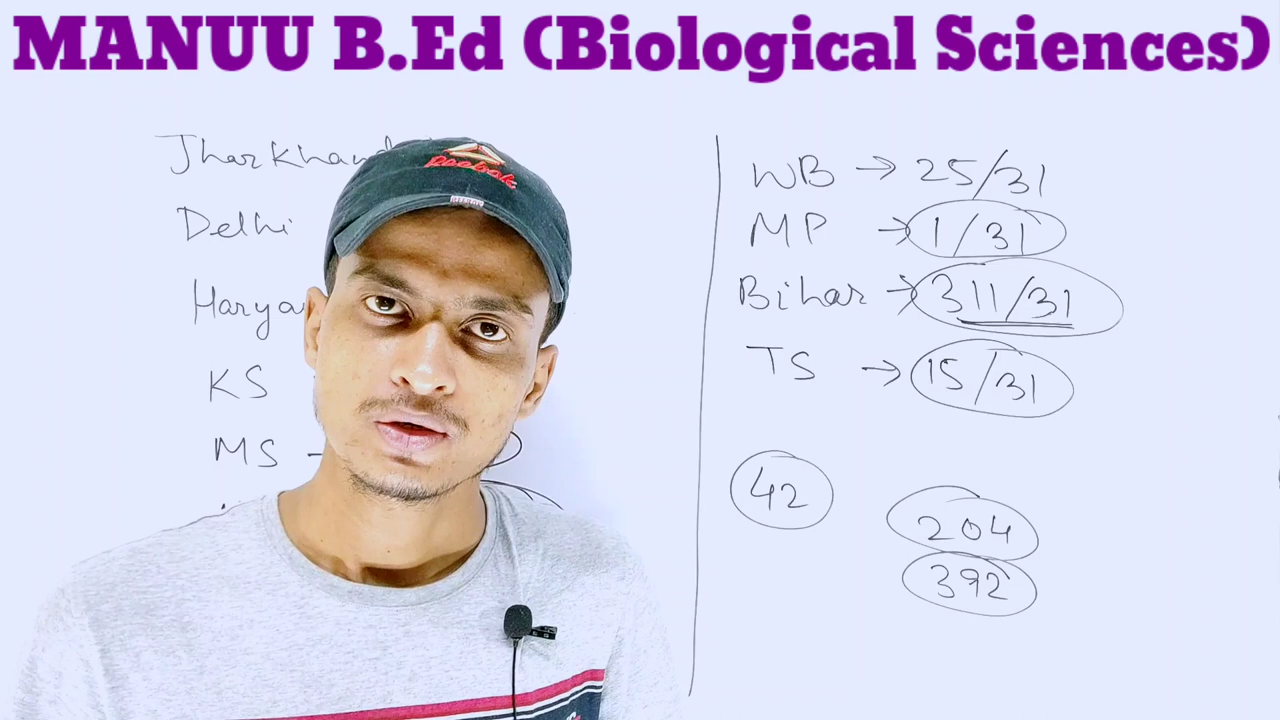 MANUU B.Ed (Biological Sciences)
Jharkhand
Delhi
Harya
KS
MS
WB → 25/31
MP → 1/31
Bihar → 311/31
TS → 15/31
42
204
392
Reebok